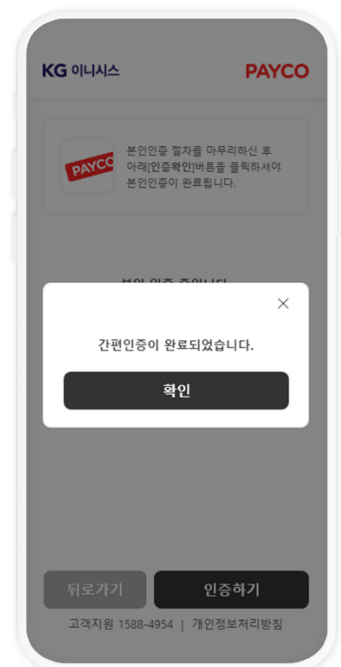 KG 이니시스
PAYCO
PAYCO
본인인증 절차를 마무리하신 후
아래[인증확인]버튼을 클릭하셔야
본인인증이 완료됩니다.
간편인증이 완료되었습니다.
확인
뒤로가기
인증하기
고객지원 1588-4954 | 개인정보처리방침